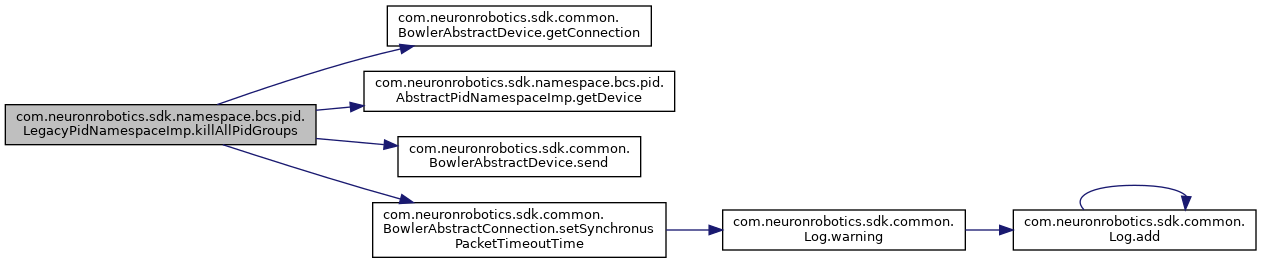 com.neuronrobotics.sdk.common.
BowlerAbstractDevice.getConnection
com.neuronrobotics.sdk.namespace.bcs.pid.
AbstractPidNamespaceImp.getDevice
com.neuronrobotics.sdk.namespace.bcs.pid.
LegacyPidNamespaceImp.killAllPidGroups
com.neuronrobotics.sdk.common.
BowlerAbstractDevice.send
com.neuronrobotics.sdk.common.
BowlerAbstractConnection.setSynchronus
PacketTimeoutTime
com.neuronrobotics.sdk.common.
Log.warning
com.neuronrobotics.sdk.common.
Log.add